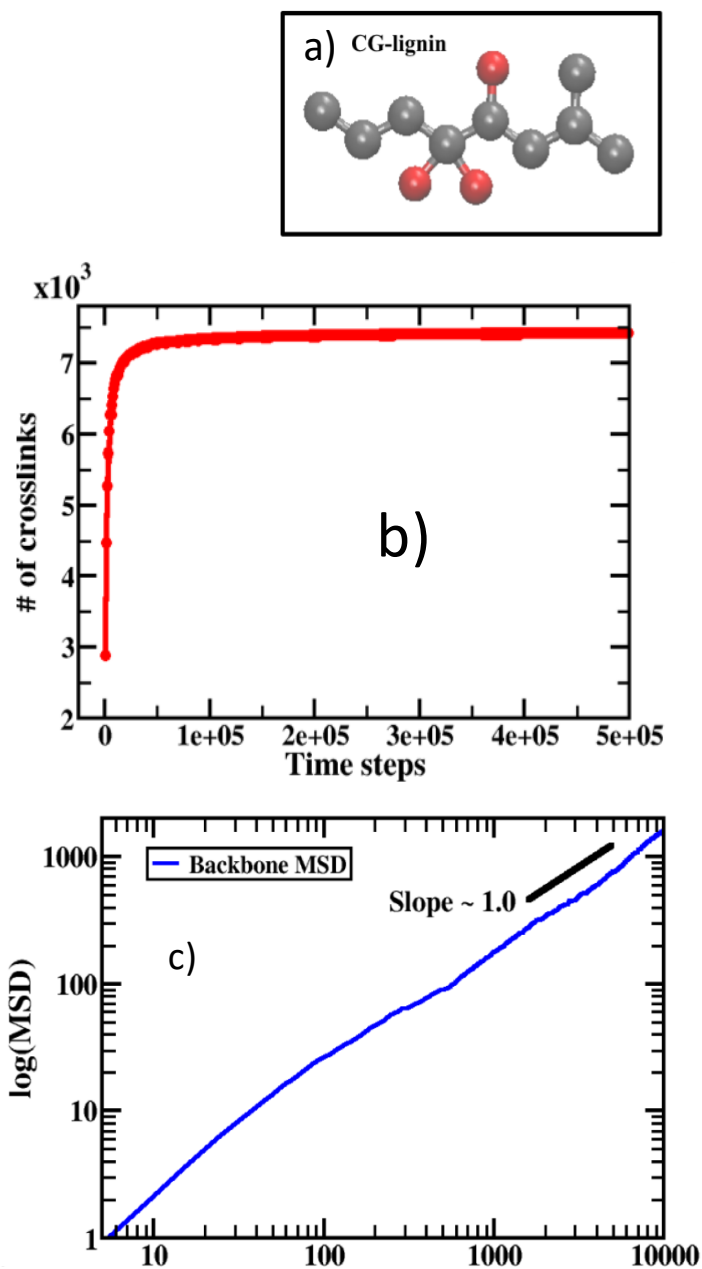 a) CG-lignin
x10³
7
6
5
4
3
2
# of crosslinks
b)
0 1e+05 2e+05 3e+05 4e+05 5e+05
Time steps
1000
100
10
1
log(MSD)
Backbone MSD
Slope ~ 1.0
c)
10 100 1000 10000